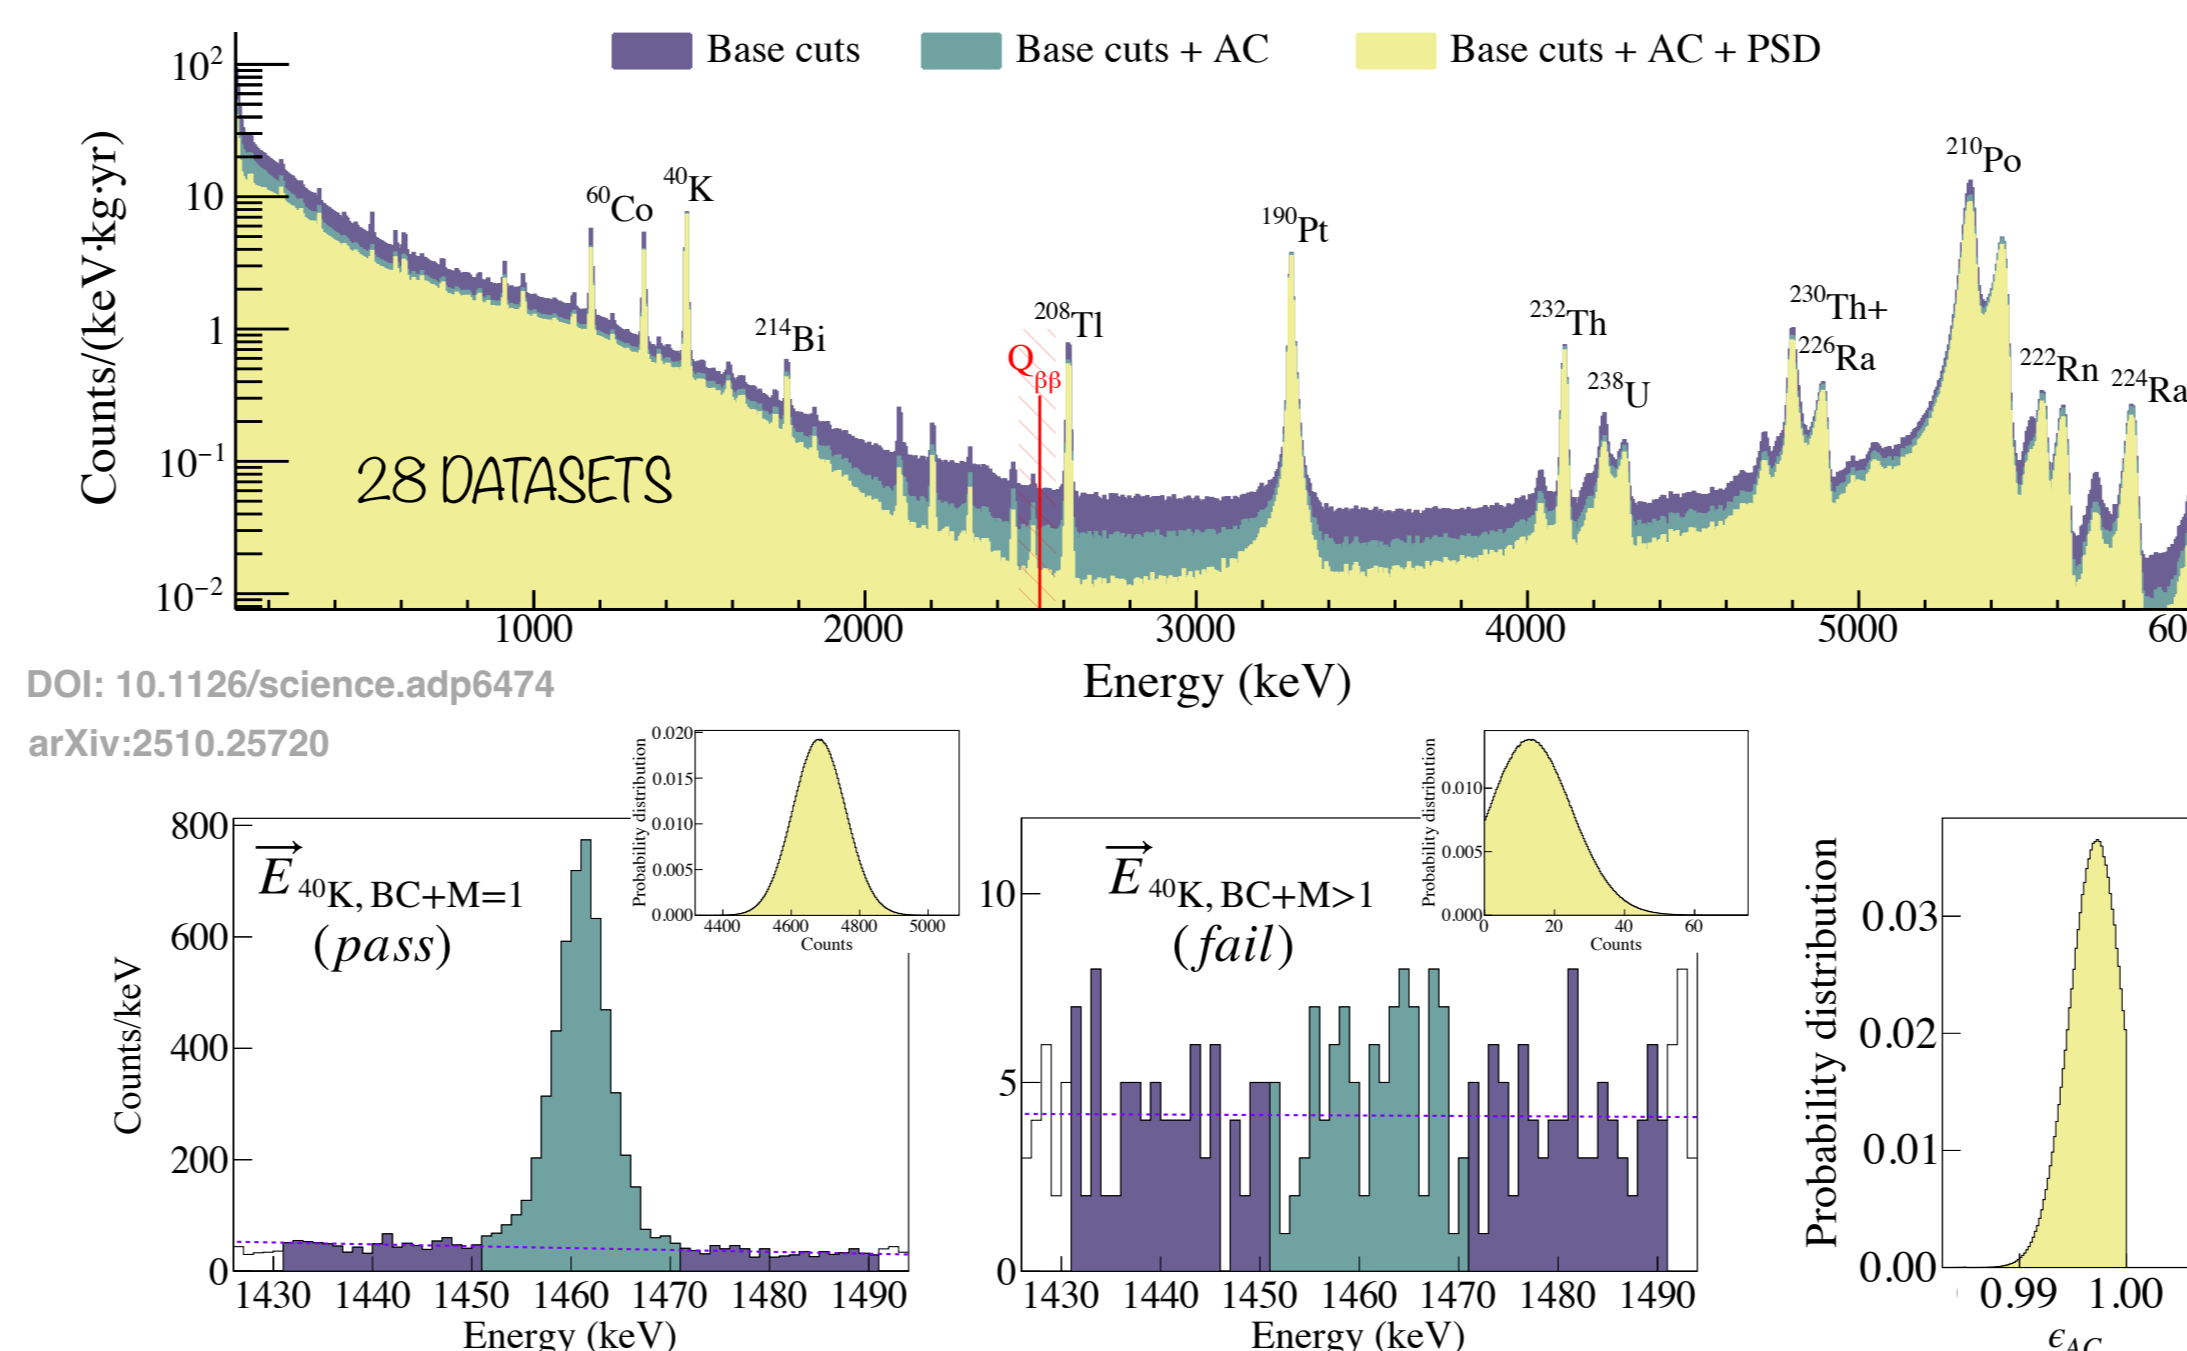 Base cuts
Base cuts + AC
Base cuts + AC + PSD
Counts/(keV·kg·yr)
10²
10
1
10⁻¹
10⁻²
⁶⁰Co
⁴⁰K
²¹⁴Bi
Qββ
²⁰⁸Tl
¹⁹⁰Pt
²³²Th
²³⁸U
²³⁰Th+
²²⁶Ra
²¹⁰Po
²²²Rn
²²⁴Ra
28 DATASETS
1000 2000 3000 4000 5000 60
Energy (keV)
DOI: 10.1126/science.adp6474
arXiv:2510.25720
Counts/keV
800
600
400
200
0
E ⁴⁰K, BC+M=1
(pass)
1430 1440 1450 1460 1470 1480 1490
Energy (keV)
Probability distribution
0.020
0.015
0.010
0.005
0.000
4400 4600 4800 5000
Counts
10
5
0
E ⁴⁰K, BC+M>1
(fail)
1430 1440 1450 1460 1470 1480 1490
Energy (keV)
Probability distribution
0.010
0.005
0.000
0 20 40 60
Counts
Probability distribution
0.03
0.02
0.01
0.00
0.99 1.00
ϵAC